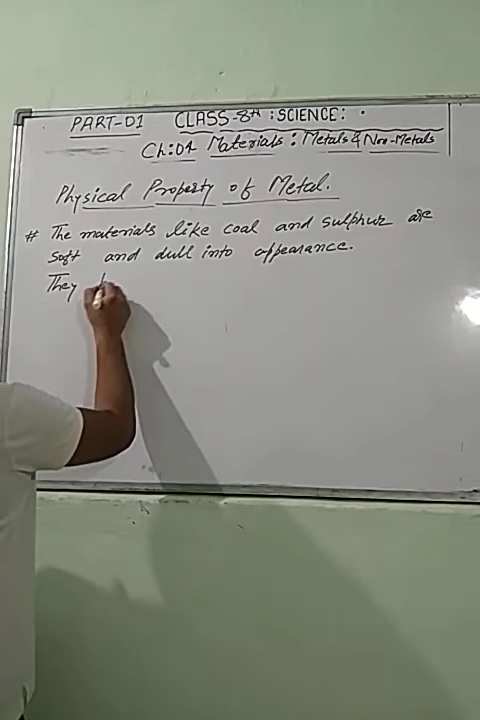 PART-01 CLASS-8th :SCIENCE:
Ch:04 Materials: Metals & Non-Metals
Physical Property of Metal.
# The materials like coal and sulphur are
Soft and dull into appearance.
They